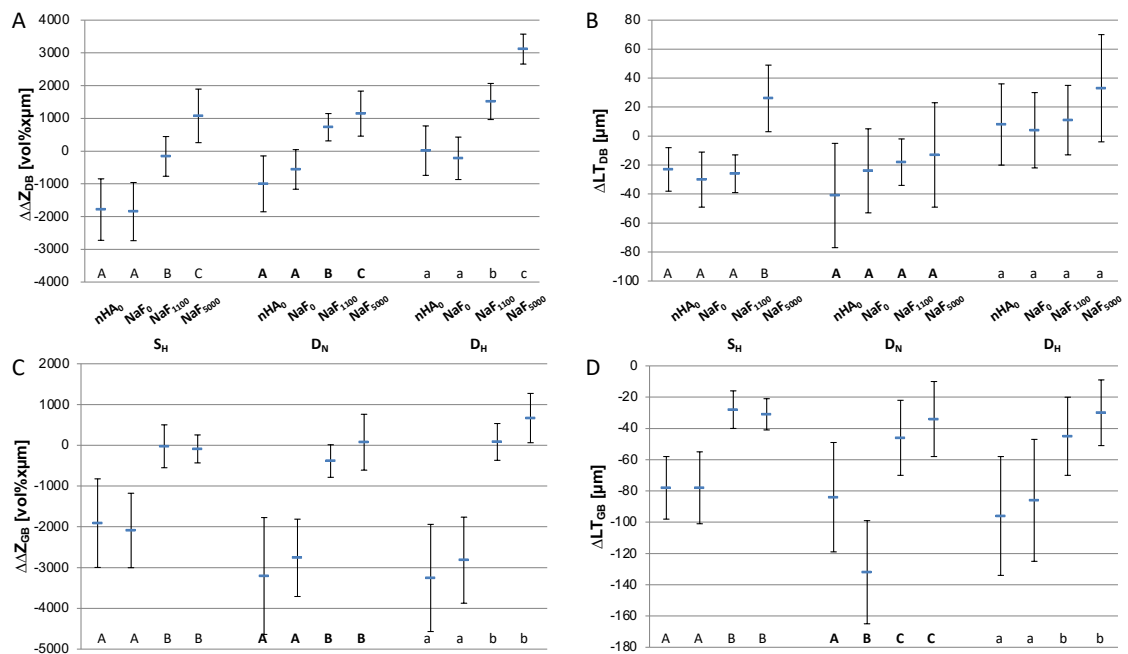 A
ΔΔZDB [vol%xµm]
4000
3000
2000
1000
0
-1000
-2000
-3000
-4000
A A B C A A B C a a b c
nHA0 NaF0 NaF1100 NaF5000 nHA0 NaF0 NaF1100 NaF5000 nHA0 NaF0 NaF1100 NaF5000
SH DN DH
B
ΔLTDB [µm]
80
60
40
20
0
-20
-40
-60
-80
-100
A A A B A A A A a a a a
nHA0 NaF0 NaF1100 NaF5000 nHA0 NaF0 NaF1100 NaF5000 nHA0 NaF0 NaF1100 NaF5000
SH DN DH
C
ΔΔZGB [vol%xµm]
2000
1000
0
-1000
-2000
-3000
-4000
-5000
A A B B A A B B a a b b
D
ΔLTGB [µm]
0
-20
-40
-60
-80
-100
-120
-140
-160
-180
A A B B A B C C a a b b